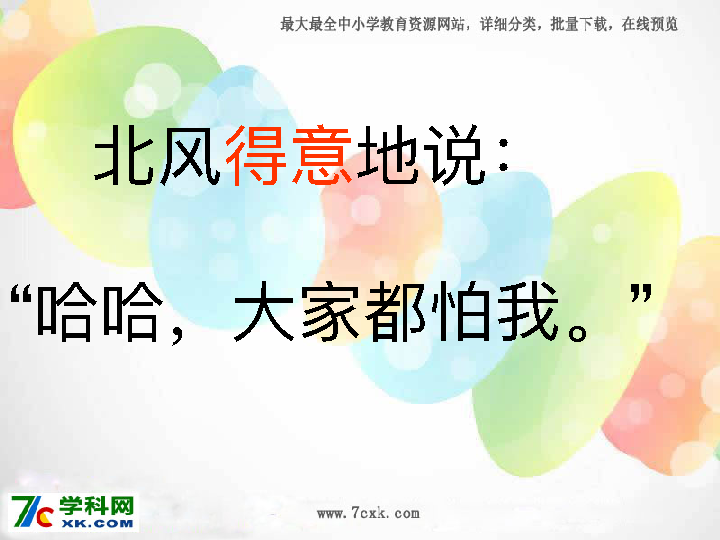 最大最全中小学教育资源网站，详细分类，批量下载，在线预览
北风得意地说：
“哈哈，大家都怕我。”
7c 学科网
XK.COM
www.7cxk.com